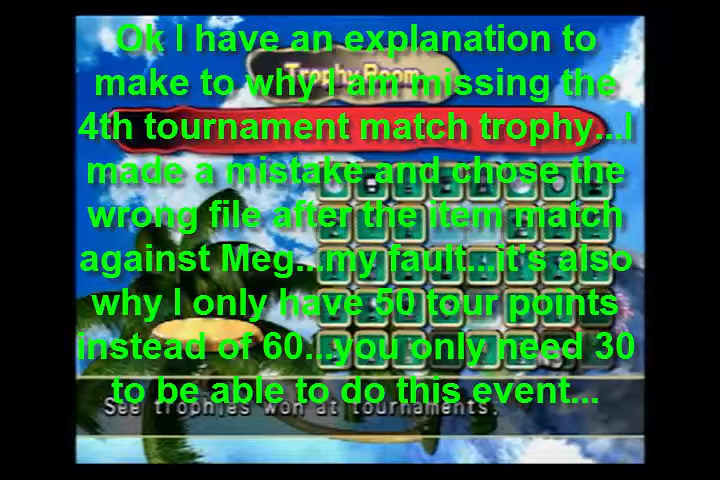 Ok I have an explanation to
Trophy Room
make to why I am missing the
4th tournament match trophy...I
made a mistake and chose the
wrong file after the item match
against Meg...my fault...it's also
why I only have 50 tour points
instead of 60...you only need 30
to be able to do this event...
See trophies won at tournaments.